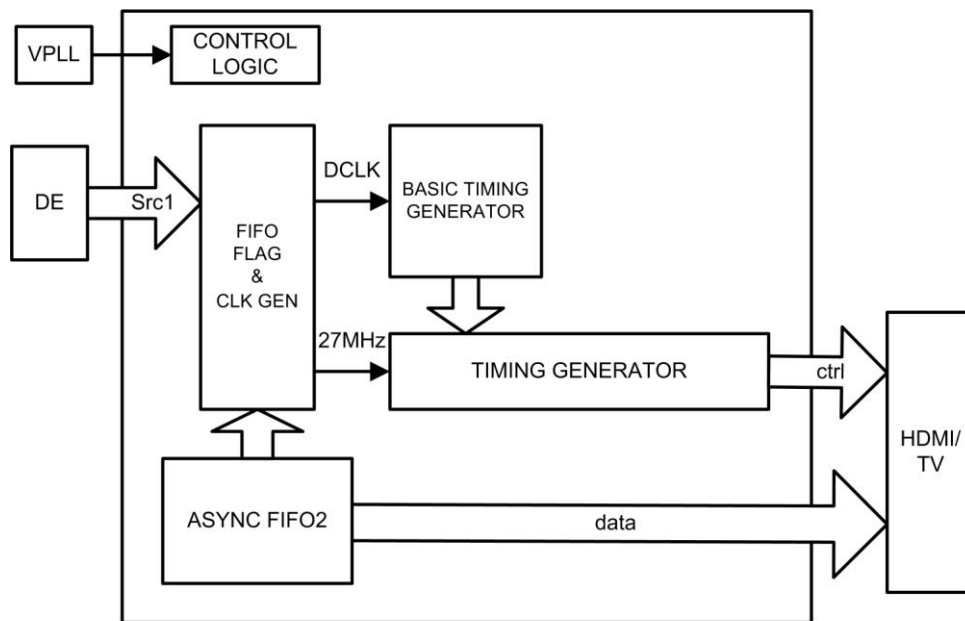 VPLL
CONTROL
LOGIC
DE
Src1
FIFO
FLAG
&
CLK GEN
DCLK
BASIC TIMING
GENERATOR
27MHz
TIMING GENERATOR
ctrl
HDMI/
TV
ASYNC FIFO2
data